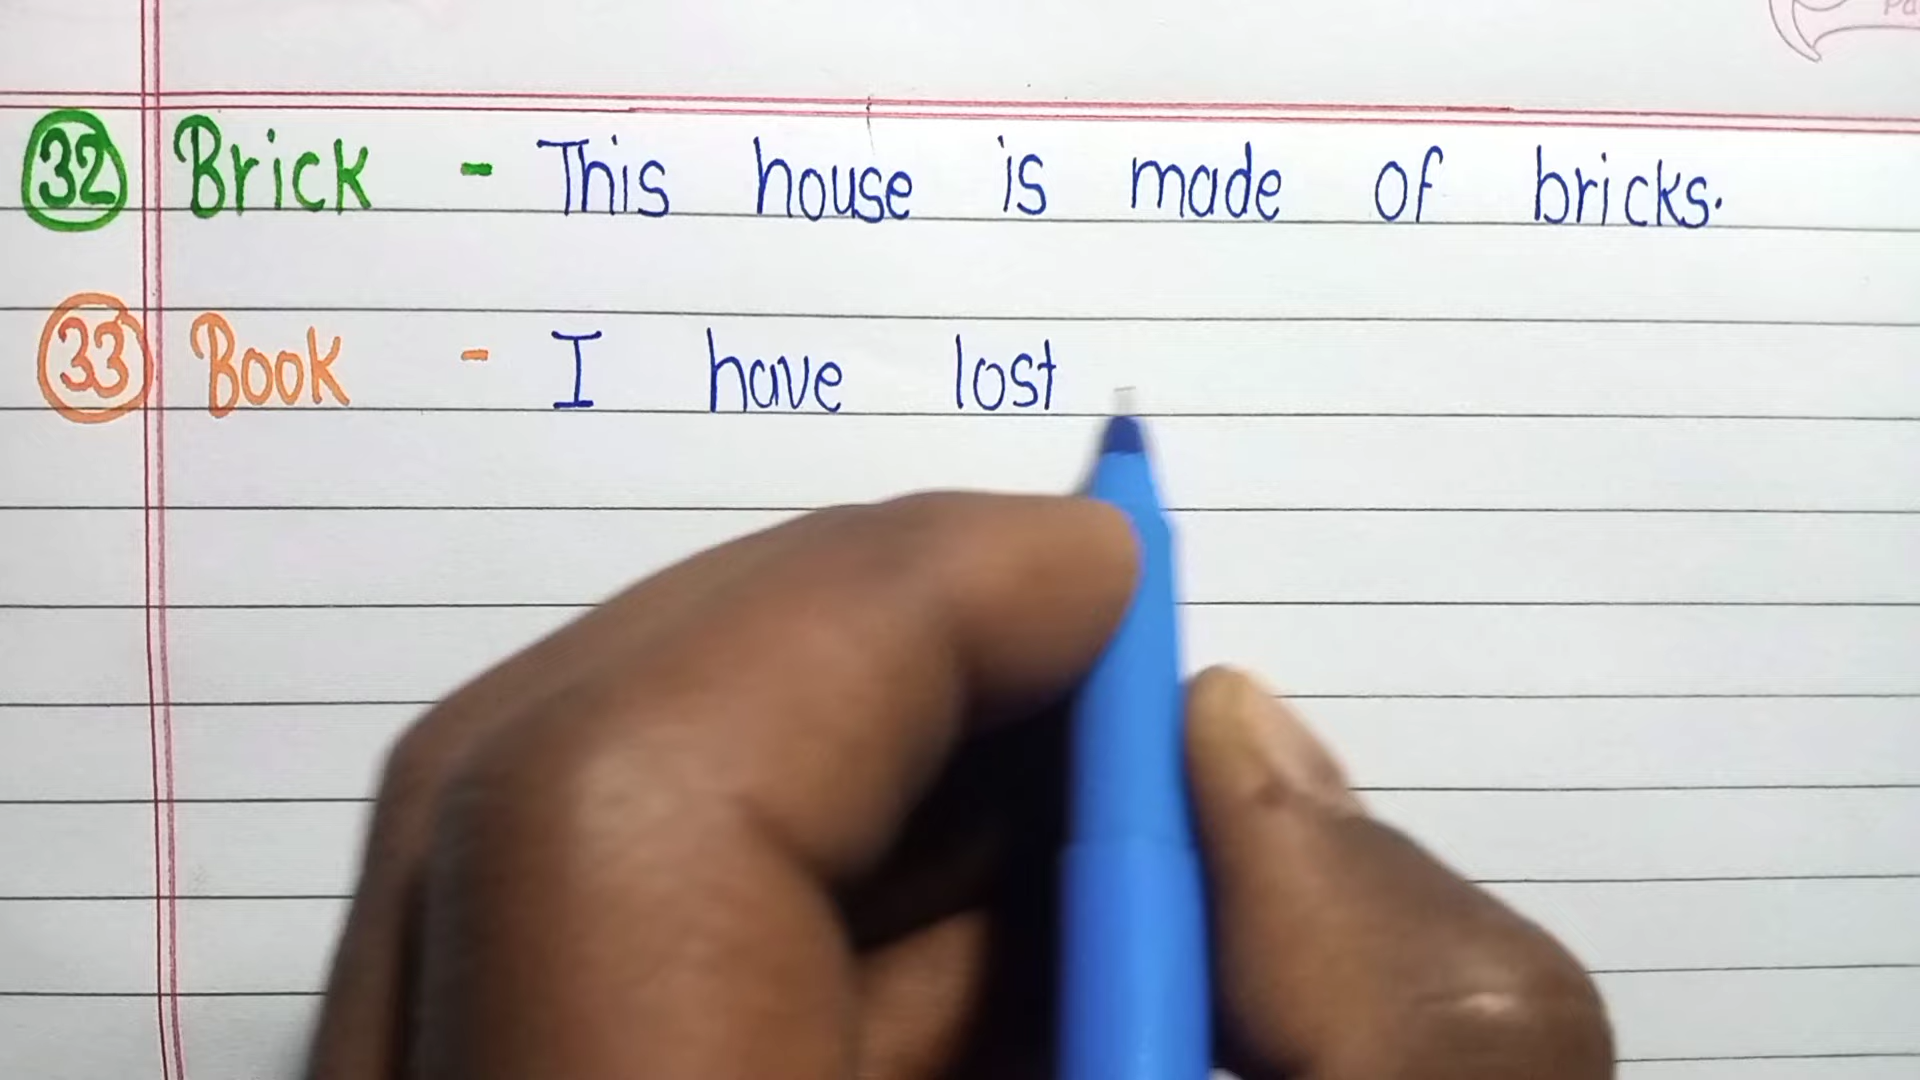 32 Brick - This house is made of bricks.
33 Book - I have lost